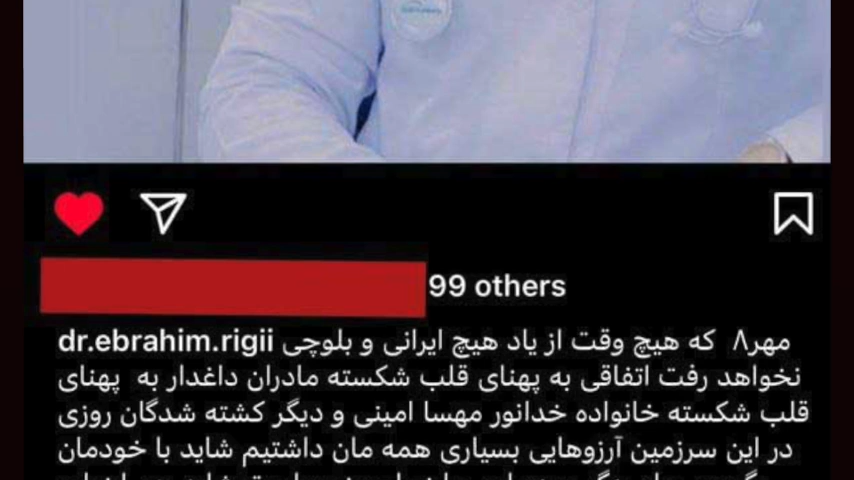 99 others
dr.ebrahim.rigii مهر۸ که هیچ وقت از یاد هیچ ایرانی و بلوچی
نخواهد رفت اتفاقی به پهنای قلب شکسته مادران داغدار به پهنای
قلب شکسته خانواده خدانور مهسا امینی و دیگر کشته شدگان روزی
در این سرزمین آرزوهایی بسیاری همه مان داشتیم شاید با خودمان